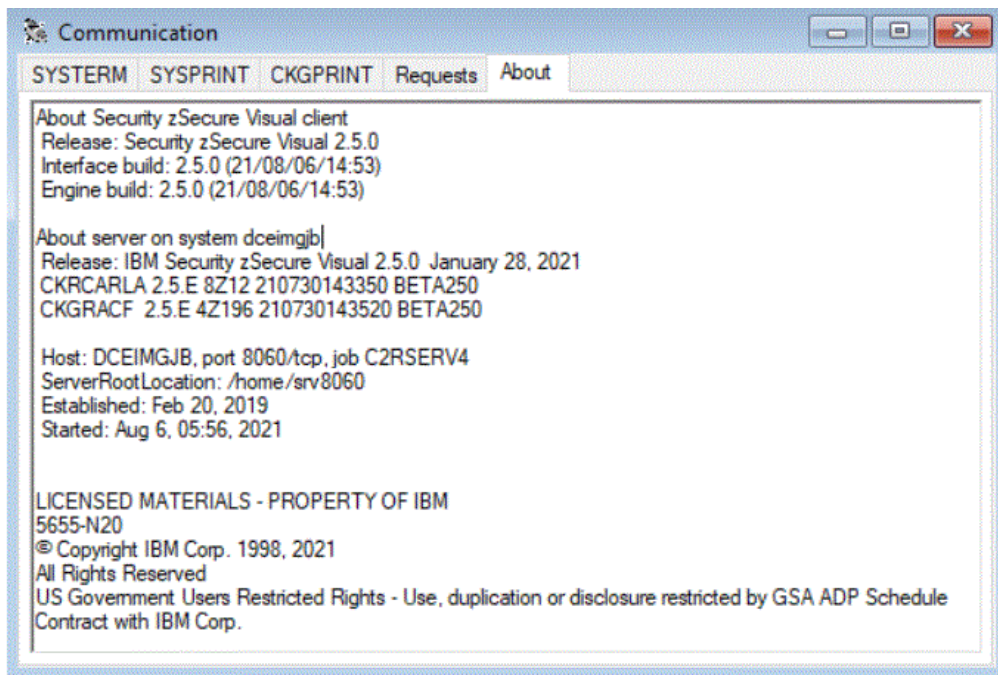 Communication
SYSTERM SYSPRINT CKGPRINT Requests About
About Security zSecure Visual client
Release: Security zSecure Visual 2.5.0
Interface build: 2.5.0 (21/08/06/14:53)
Engine build: 2.5.0 (21/08/06/14:53)
About server on system dceimgjb
Release: IBM Security zSecure Visual 2.5.0 January 28, 2021
CKRCARLA 2.5.E 8Z12 210730143350 BETA250
CKGRACF 2.5.E 4Z196 210730143520 BETA250
Host: DCEIMGJB, port 8060/tcp, job C2RSERV4
ServerRootLocation: /home/srv8060
Established: Feb 20, 2019
Started: Aug 6, 05:56, 2021
LICENSED MATERIALS - PROPERTY OF IBM
5655-N20
© Copyright IBM Corp. 1998, 2021
All Rights Reserved
US Government Users Restricted Rights - Use, duplication or disclosure restricted by GSA ADP Schedule
Contract with IBM Corp.